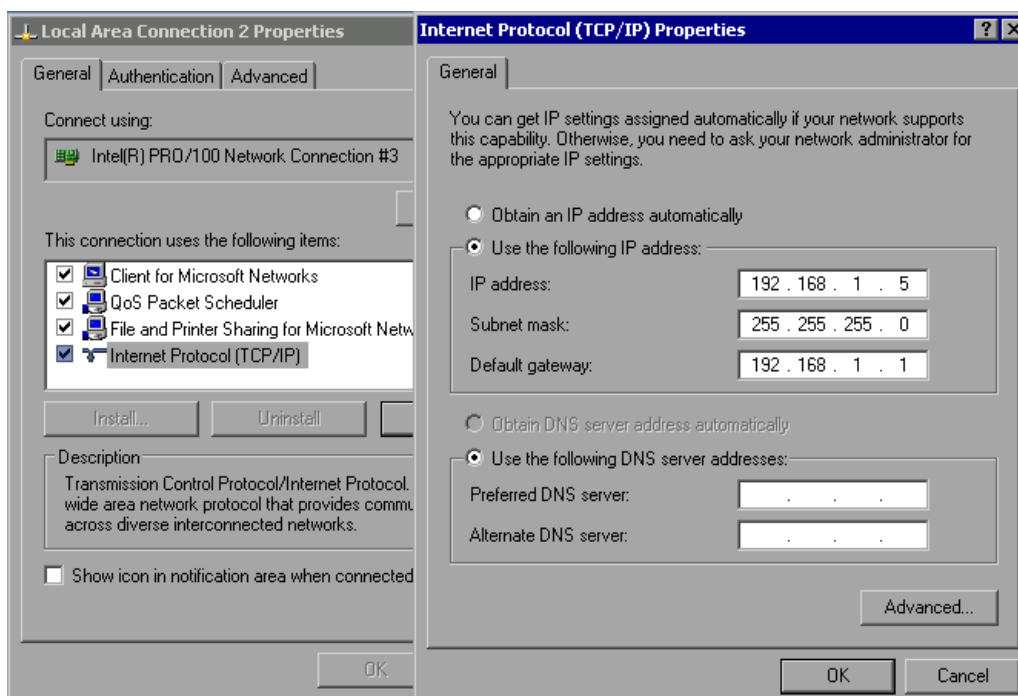 Local Area Connection 2 Properties
General
Authentication
Advanced
Connect using:
Intel(R) PRO/100 Network Connection #3
This connection uses the following items:
Client for Microsoft Networks
QoS Packet Scheduler
File and Printer Sharing for Microsoft Netw
Internet Protocol (TCP/IP)
Install...
Uninstall
Description
Transmission Control Protocol/Internet Protocol.
wide area network protocol that provides commu
across diverse interconnected networks.
Show icon in notification area when connected
OK
Internet Protocol (TCP/IP) Properties
General
You can get IP settings assigned automatically if your network supports
this capability. Otherwise, you need to ask your network administrator for
the appropriate IP settings.
Obtain an IP address automatically
Use the following IP address:
IP address: 192 . 168 . 1 . 5
Subnet mask: 255 . 255 . 255 . 0
Default gateway: 192 . 168 . 1 . 1
Obtain DNS server address automatically
Use the following DNS server addresses:
Preferred DNS server: . . .
Alternate DNS server: . . .
Advanced...
OK
Cancel